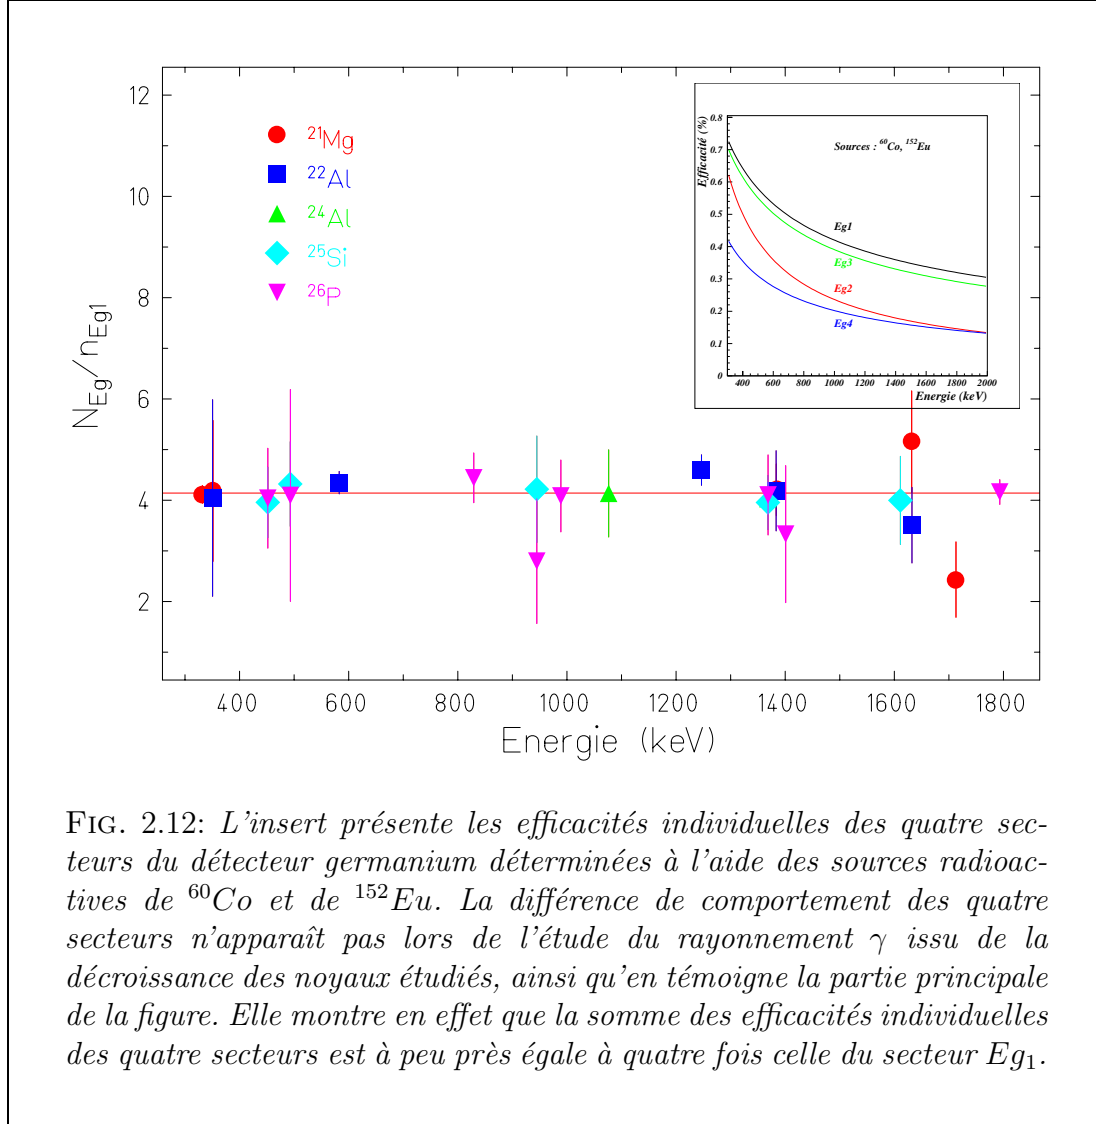 12
10
8
6
4
2
N_Eg/n_Eg1
²¹Mg
²²Al
²⁴Al
²⁵Si
²⁶P
0.8
0.7
0.6
0.5
0.4
0.3
0.2
0.1
0
Efficacité (%)
Sources : ⁶⁰Co, ¹⁵²Eu
Eg1
Eg3
Eg2
Eg4
400 600 800 1000 1200 1400 1600 1800 2000
Energie (keV)
400 600 800 1000 1200 1400 1600 1800
Energie (keV)
FIG. 2.12: L'insert présente les efficacités individuelles des quatre sec-
teurs du détecteur germanium déterminées à l'aide des sources radioac-
tives de ⁶⁰Co et de ¹⁵²Eu. La différence de comportement des quatre
secteurs n'apparaît pas lors de l'étude du rayonnement γ issu de la
décroissance des noyaux étudiés, ainsi qu'en témoigne la partie principale
de la figure. Elle montre en effet que la somme des efficacités individuelles
des quatre secteurs est à peu près égale à quatre fois celle du secteur Eg₁.